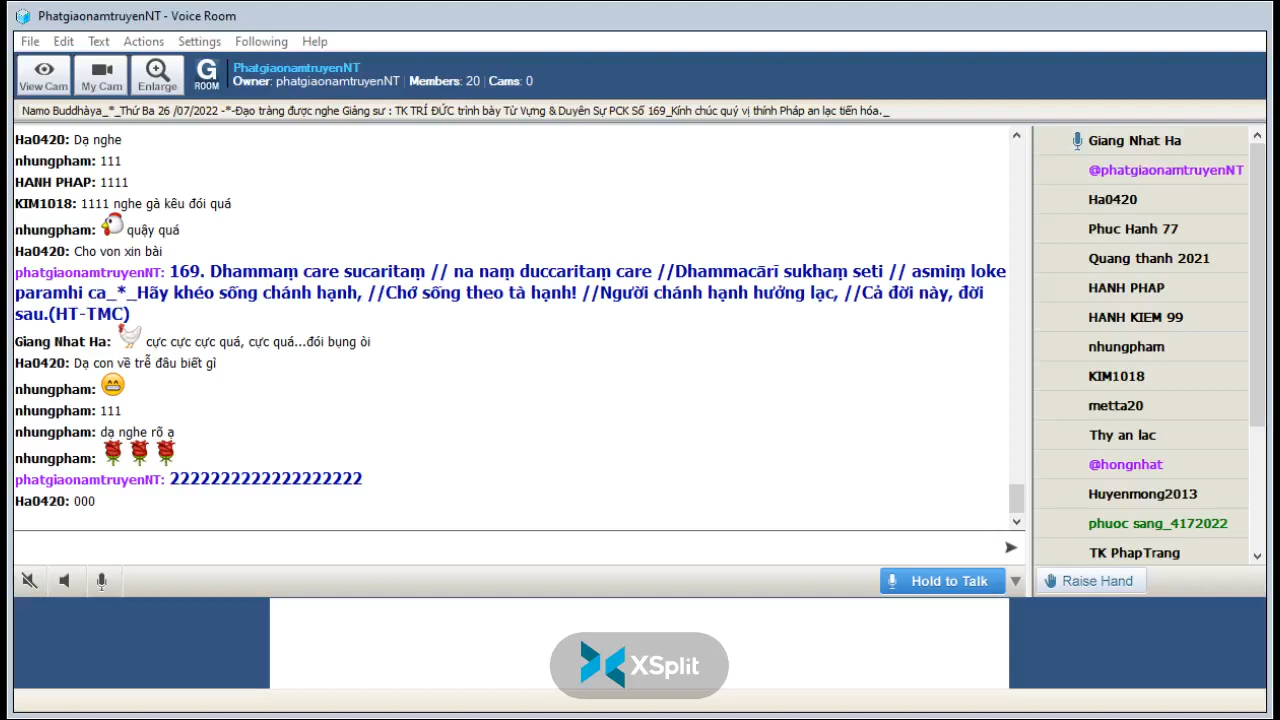 PhatgiaonamtruyenNT - Voice Room
File Edit Text Actions Settings Following Help
View Cam My Cam Enlarge G ROOM PhatgiaonamtruyenNT
Owner: phatgiaonamtruyenNT | Members: 20 | Cams: 0
Namo Buddhàya_*_Thứ Ba 26 /07/2022 -*-Đạo tràng được nghe Giảng sư : TK TRÍ ĐỨC trình bày Từ Vựng & Duyên Sự PCK Số 169_Kính chúc quý vị thính Pháp an lạc tiến hóa._
Ha0420: Dạ nghe
nhungpham: 111
HANH PHAP: 1111
KIM1018: 1111 nghe gà kêu đói quá
nhungpham: quậy quá
Ha0420: Cho von xin bài
phatgiaonamtruyenNT: 169. Dhammaṃ care sucaritaṃ // na naṃ duccaritaṃ care //Dhammacārī sukhaṃ seti // asmiṃ loke
paramhi ca_*_Hãy khéo sống chánh hạnh, //Chớ sống theo tà hạnh! //Người chánh hạnh hưởng lạc, //Cả đời này, đời
sau.(HT-TMC)
Giang Nhat Ha: cực cực cực quá, cực quá...đói bụng òi
Ha0420: Dạ con về trễ đâu biết gì
nhungpham:
nhungpham: 111
nhungpham: dạ nghe rõ ạ
nhungpham:
phatgiaonamtruyenNT: 2222222222222222222
Ha0420: 000
Giang Nhat Ha
@phatgiaonamtruyenNT
Ha0420
Phuc Hanh 77
Quang thanh 2021
HANH PHAP
HANH KIEM 99
nhungpham
KIM1018
metta20
Thy an lac
@hongnhat
Huyenmong2013
phuoc sang_4172022
TK PhapTrang
Hold to Talk
Raise Hand
XSplit